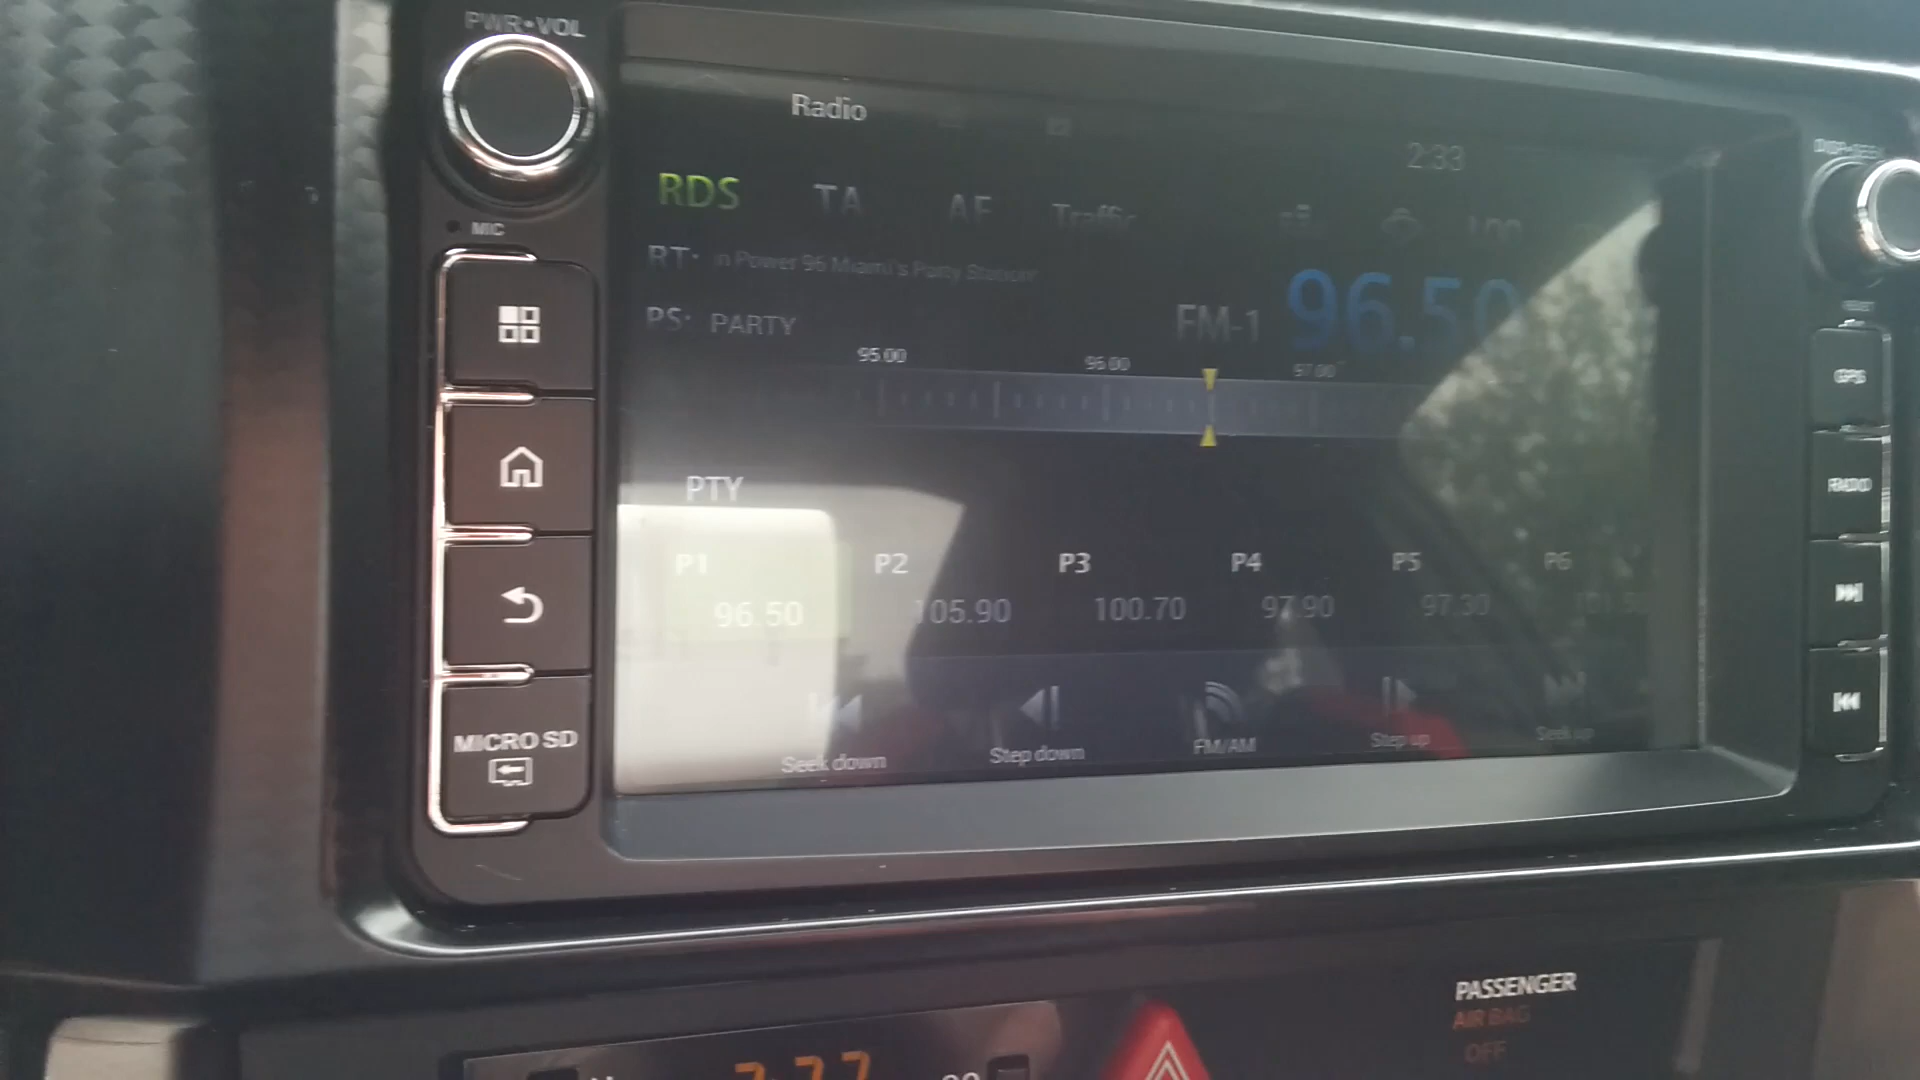 PWR•VOL
Radio
2:33
RDS TA AF Traffic
MIC
RT: n Power 96 Miami's Party Station!
PS: PARTY
FM-1 96.50
95.00 96.00 97.00
GPS
RADIO
PTY
P1 P2 P3 P4 P5 P6
96.50 105.90 100.70 97.90 97.30
MICRO SD
Seek down Step down FM/AM Step up Seek up
PASSENGER
AIR BAG
OFF